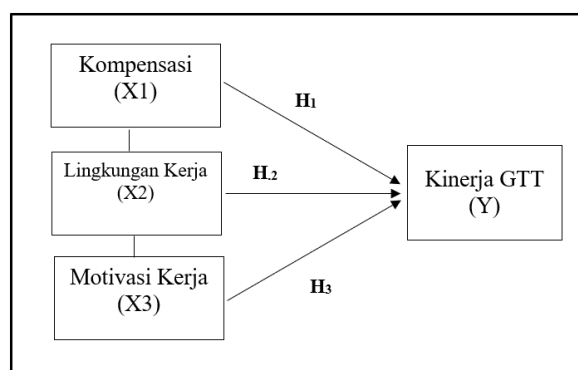 Kompensasi
(X1)
H1
Lingkungan Kerja
(X2)
H.2
Kinerja GTT
(Y)
Motivasi Kerja
(X3)
H3